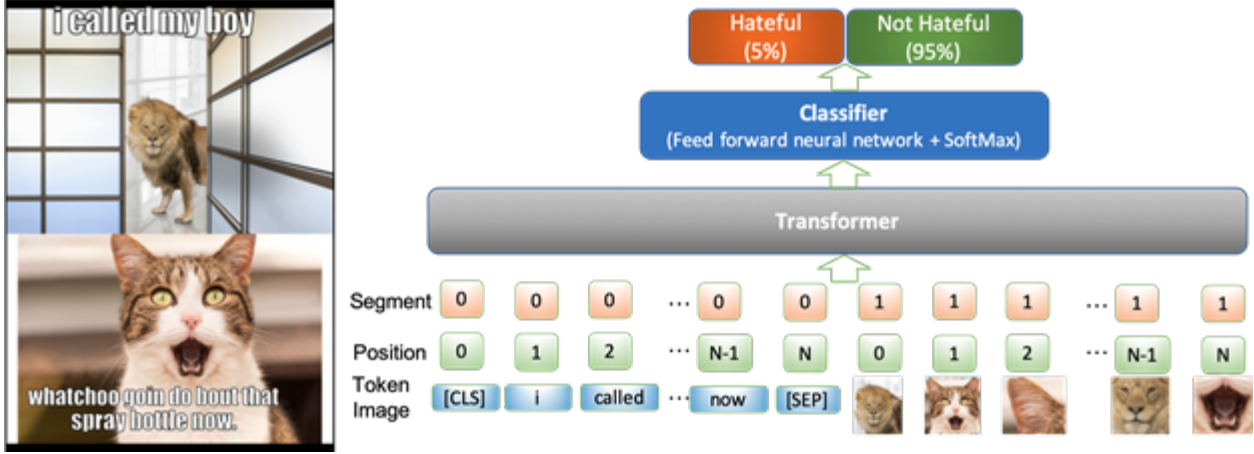 i called my boy
whatchoo goin do bout that
spray bottle now.
Hateful
(5%)
Not Hateful
(95%)
Classifier
(Feed forward neural network + SoftMax)
Transformer
Segment 0 0 0 ... 0 0 1 1 1 ... 1 1
Position 0 1 2 ... N-1 N 0 1 2 ... N-1 N
Token [CLS] i called ... now [SEP]
Image